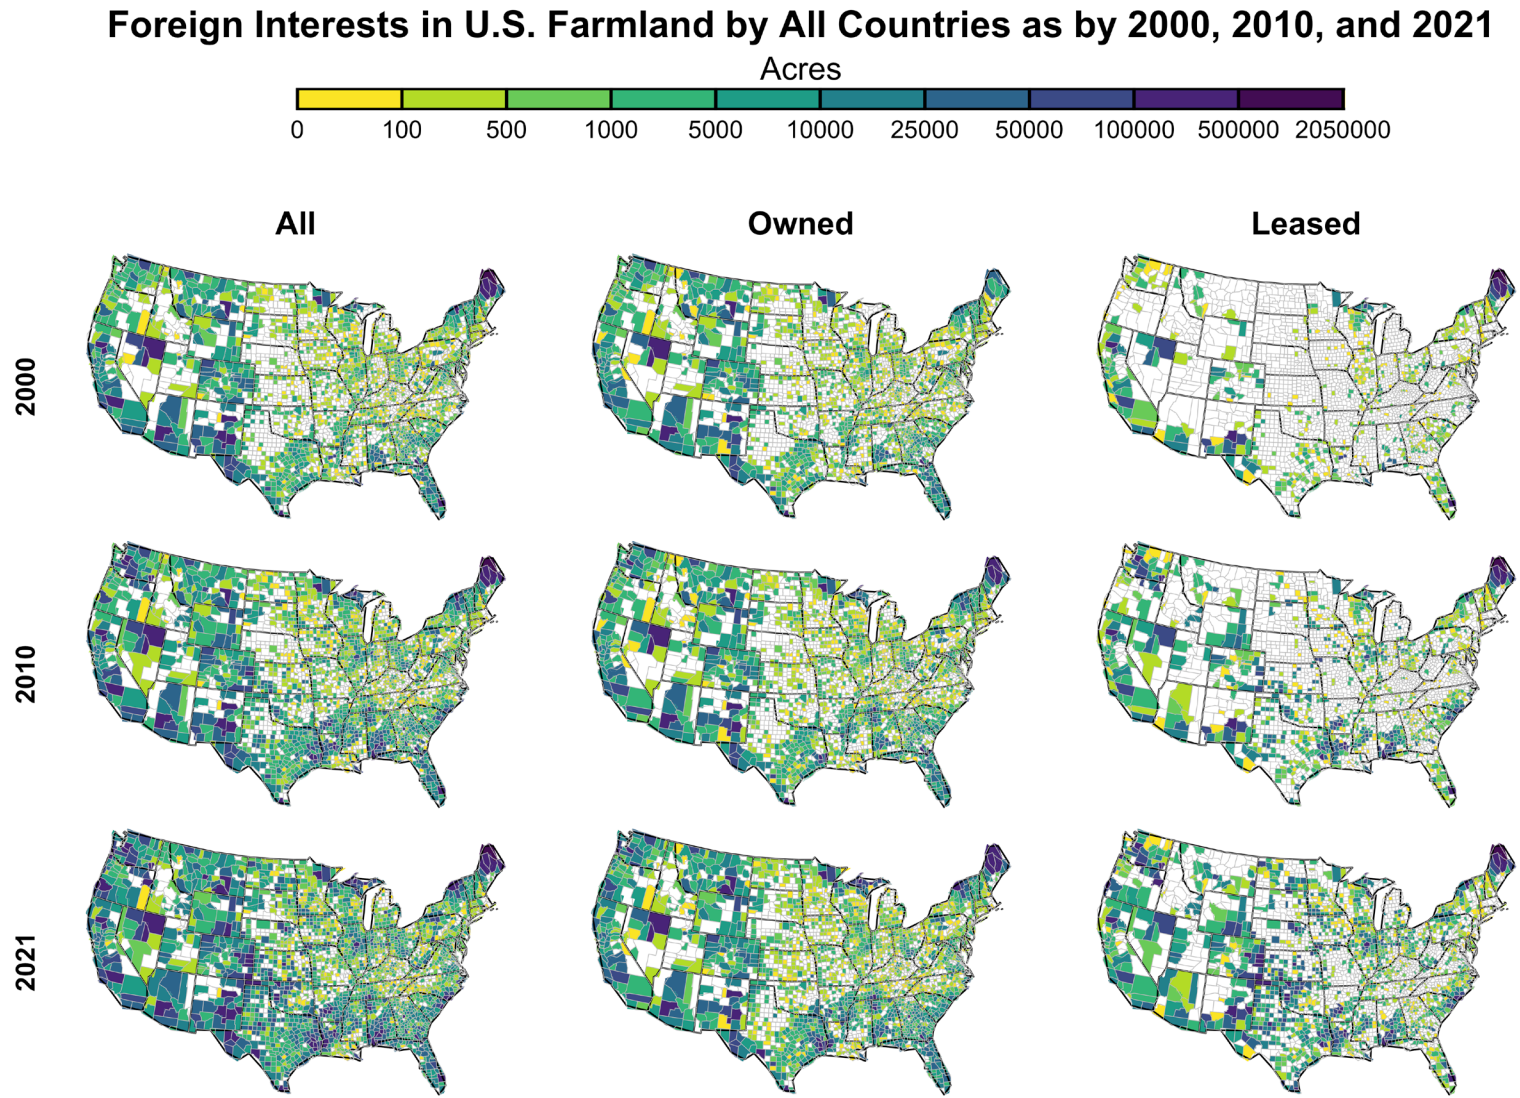 Foreign Interests in U.S. Farmland by All Countries as by 2000, 2010, and 2021
Acres
0 100 500 1000 5000 10000 25000 50000 100000 500000 2050000
All Owned Leased
2000
2010
2021